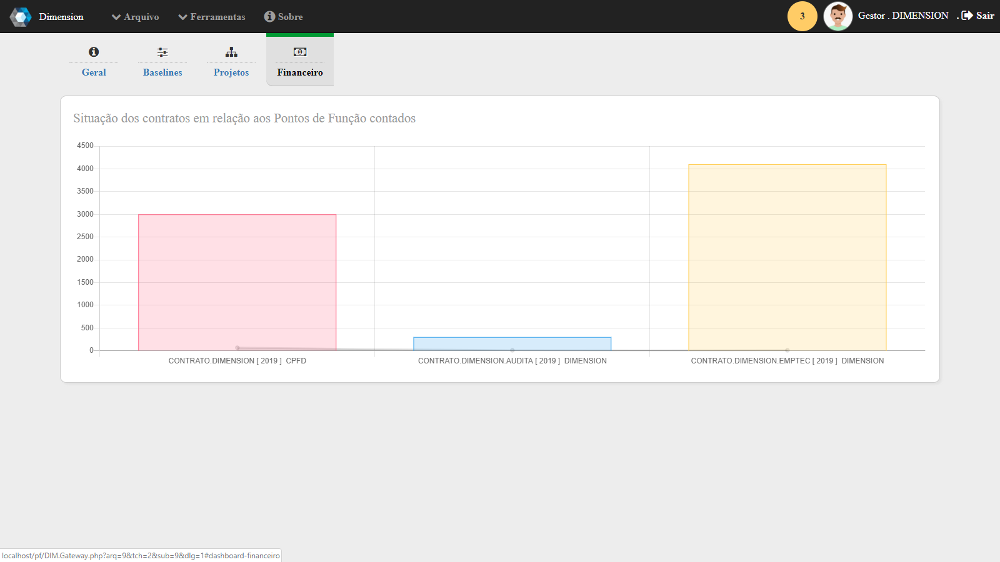 Dimension
Arquivo
Ferramentas
Sobre
3
Gestor . DIMENSION
. Sair
Geral
Baselines
Projetos
Financeiro
Situação dos contratos em relação aos Pontos de Função contados
4500
4000
3500
3000
2500
2000
1500
1000
500
0
CONTRATO.DIMENSION [ 2019 ] CPFD
CONTRATO.DIMENSION.AUDITA [ 2019 ] DIMENSION
CONTRATO.DIMENSION.EMPTEC [ 2019 ] DIMENSION
localhost/pf/DIM.Gateway.php?arq=9&tch=2&sub=9&dlg=1#dashboard-financeiro